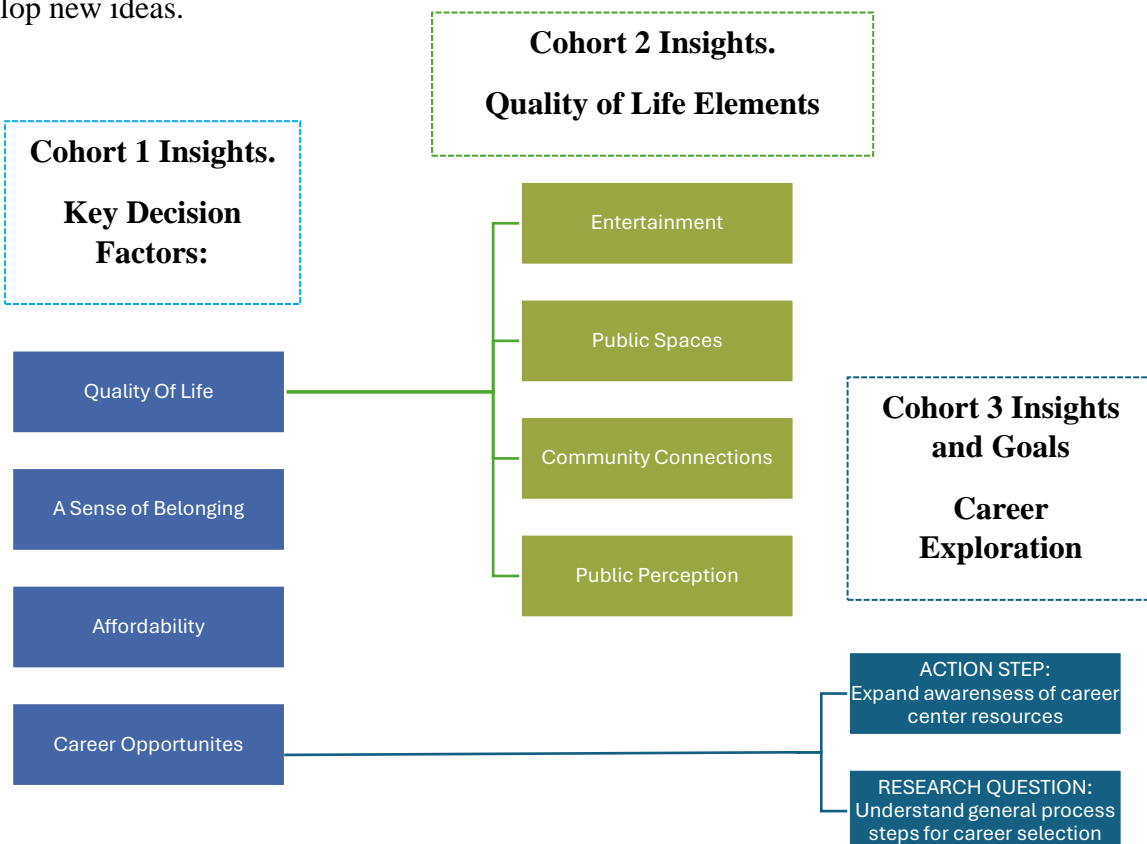 lop new ideas.
Cohort 1 Insights.
Key Decision
Factors:
Quality Of Life
A Sense of Belonging
Affordability
Career Opportunites
Cohort 2 Insights.
Quality of Life Elements
Entertainment
Public Spaces
Community Connections
Public Perception
Cohort 3 Insights
and Goals
Career
Exploration
ACTION STEP:
Expand awarensess of career
center resources
RESEARCH QUESTION:
Understand general process
steps for career selection